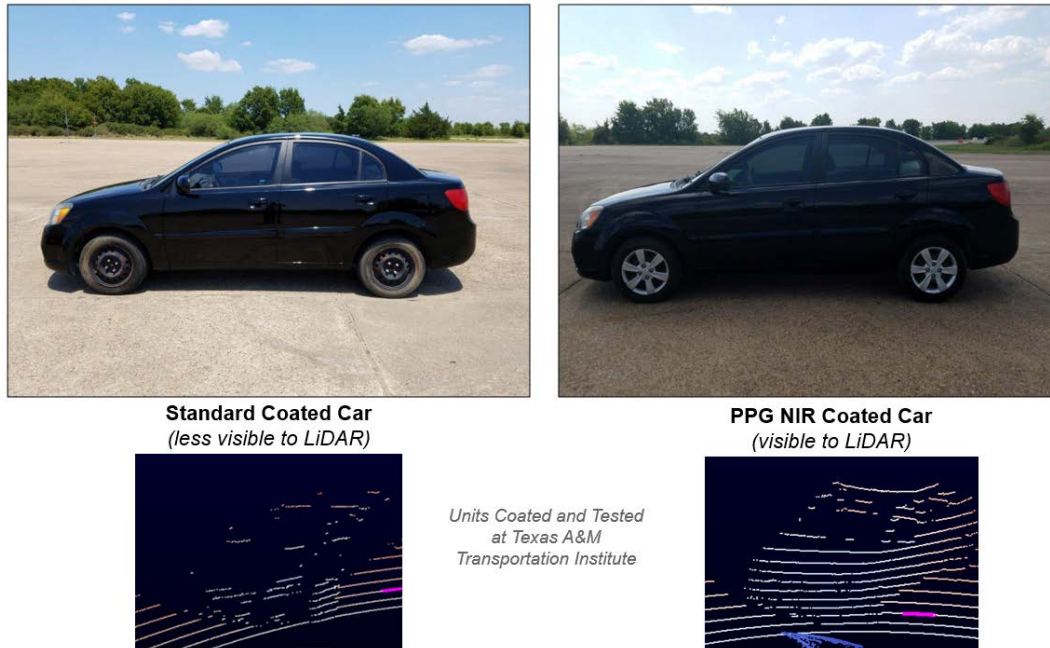 Standard Coated Car
(less visible to LiDAR)
PPG NIR Coated Car
(visible to LiDAR)
Units Coated and Tested
at Texas A&M
Transportation Institute